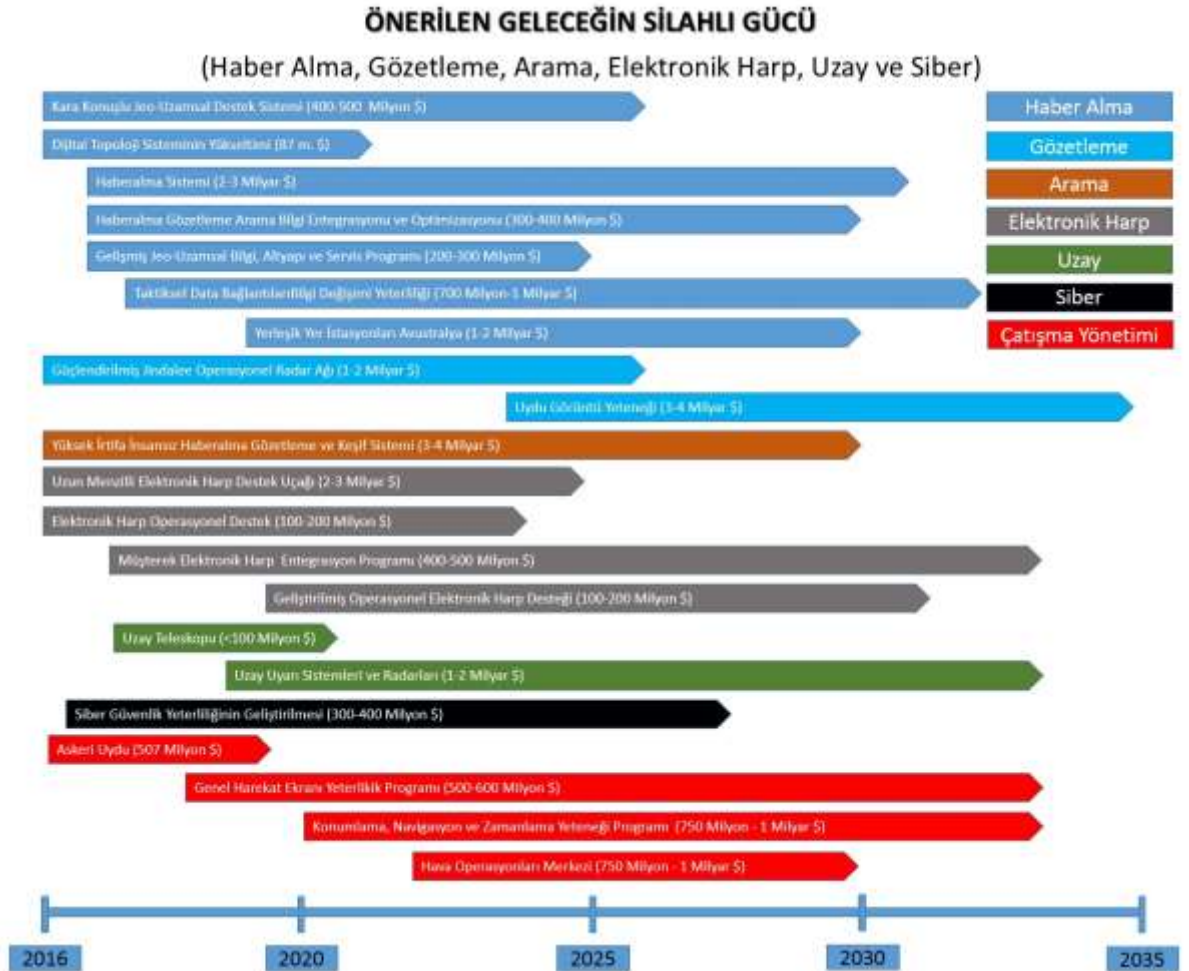 ÖNERİLEN GELECEĞİN SİLAHLI GÜCÜ
(Haber Alma, Gözetleme, Arama, Elektronik Harp, Uzay ve Siber)
Kara Konuşlu Jeo-Uzamsal Destek Sistemi (400-500 Milyon $)
Haber Alma
Dijital Topoloji Sisteminin Yükseltimi (87 m. $)
Gözetleme
Haberalma Sistemi (2-3 Milyar $)
Arama
Haberalma Gözetleme Arama Bilgi Entegrasyonu ve Optimizasyonu (300-400 Milyon $)
Elektronik Harp
Gelişmiş Jeo-Uzamsal Bilgi, Altyapı ve Servis Programı (200-300 Milyon $)
Uzay
Taktiksel Data Bağlantıları Değişimi Yeterliliği (700 Milyon-1 Milyar $)
Siber
Yerleşik Yer İstasyonları Avustralya (1-2 Milyar $)
Çatışma Yönetimi
Güçlendirilmiş Jindalee Operasyonel Radar Ağı (1-2 Milyar $)
Uydu Görüntü Yeteneği (3-4 Milyar $)
Yüksek İrtifa İnsansız Haberalma Gözetleme ve Keşif Sistemi (3-4 Milyar $)
Uzun Menzilli Elektronik Harp Destek Uçağı (2-3 Milyar $)
Elektronik Harp Operasyonel Destek (100-200 Milyon $)
Müşterek Elektronik Harp Entegrasyon Programı (400-500 Milyon $)
Geliştirilmiş Operasyonel Elektronik Harp Desteği (100-200 Milyon $)
Uzay Teleskopu (<100 Milyon $)
Uzay Uyarı Sistemleri ve Radarları (1-2 Milyar $)
Siber Güvenlik Yeterliliğinin Geliştirilmesi (300-400 Milyon $)
Askeri Uydu (507 Milyon $)
Genel Harekat Ekranı Yeterlikik Programı (500-600 Milyon $)
Konumlama, Navigasyon ve Zamanlama Yeteneği Programı (750 Milyon - 1 Milyar $)
Hava Operasyonları Merkezi (750 Milyon - 1 Milyar $)
2016 2020 2025 2030 2035